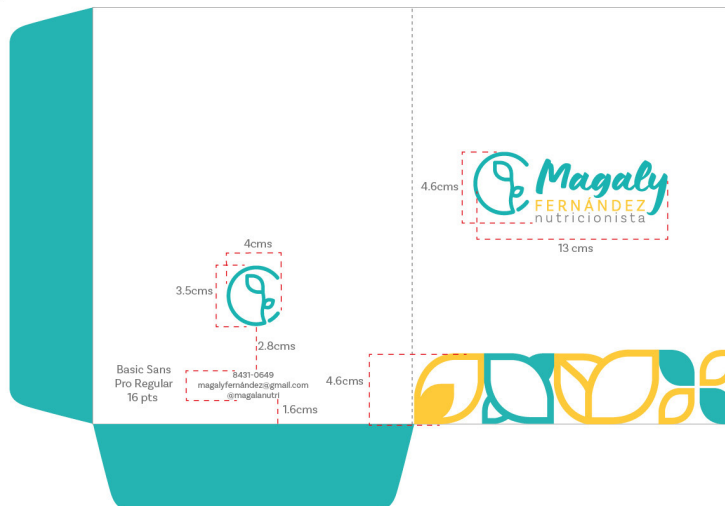 4cms
3.5cms
2.8cms
Basic Sans
Pro Regular
16 pts
8431-0649
magalyfernández@gmail.com
@magalanutri
1.6cms
4.6cms
Magaly
FERNÁNDEZ
nutricionista
13 cms
4.6cms